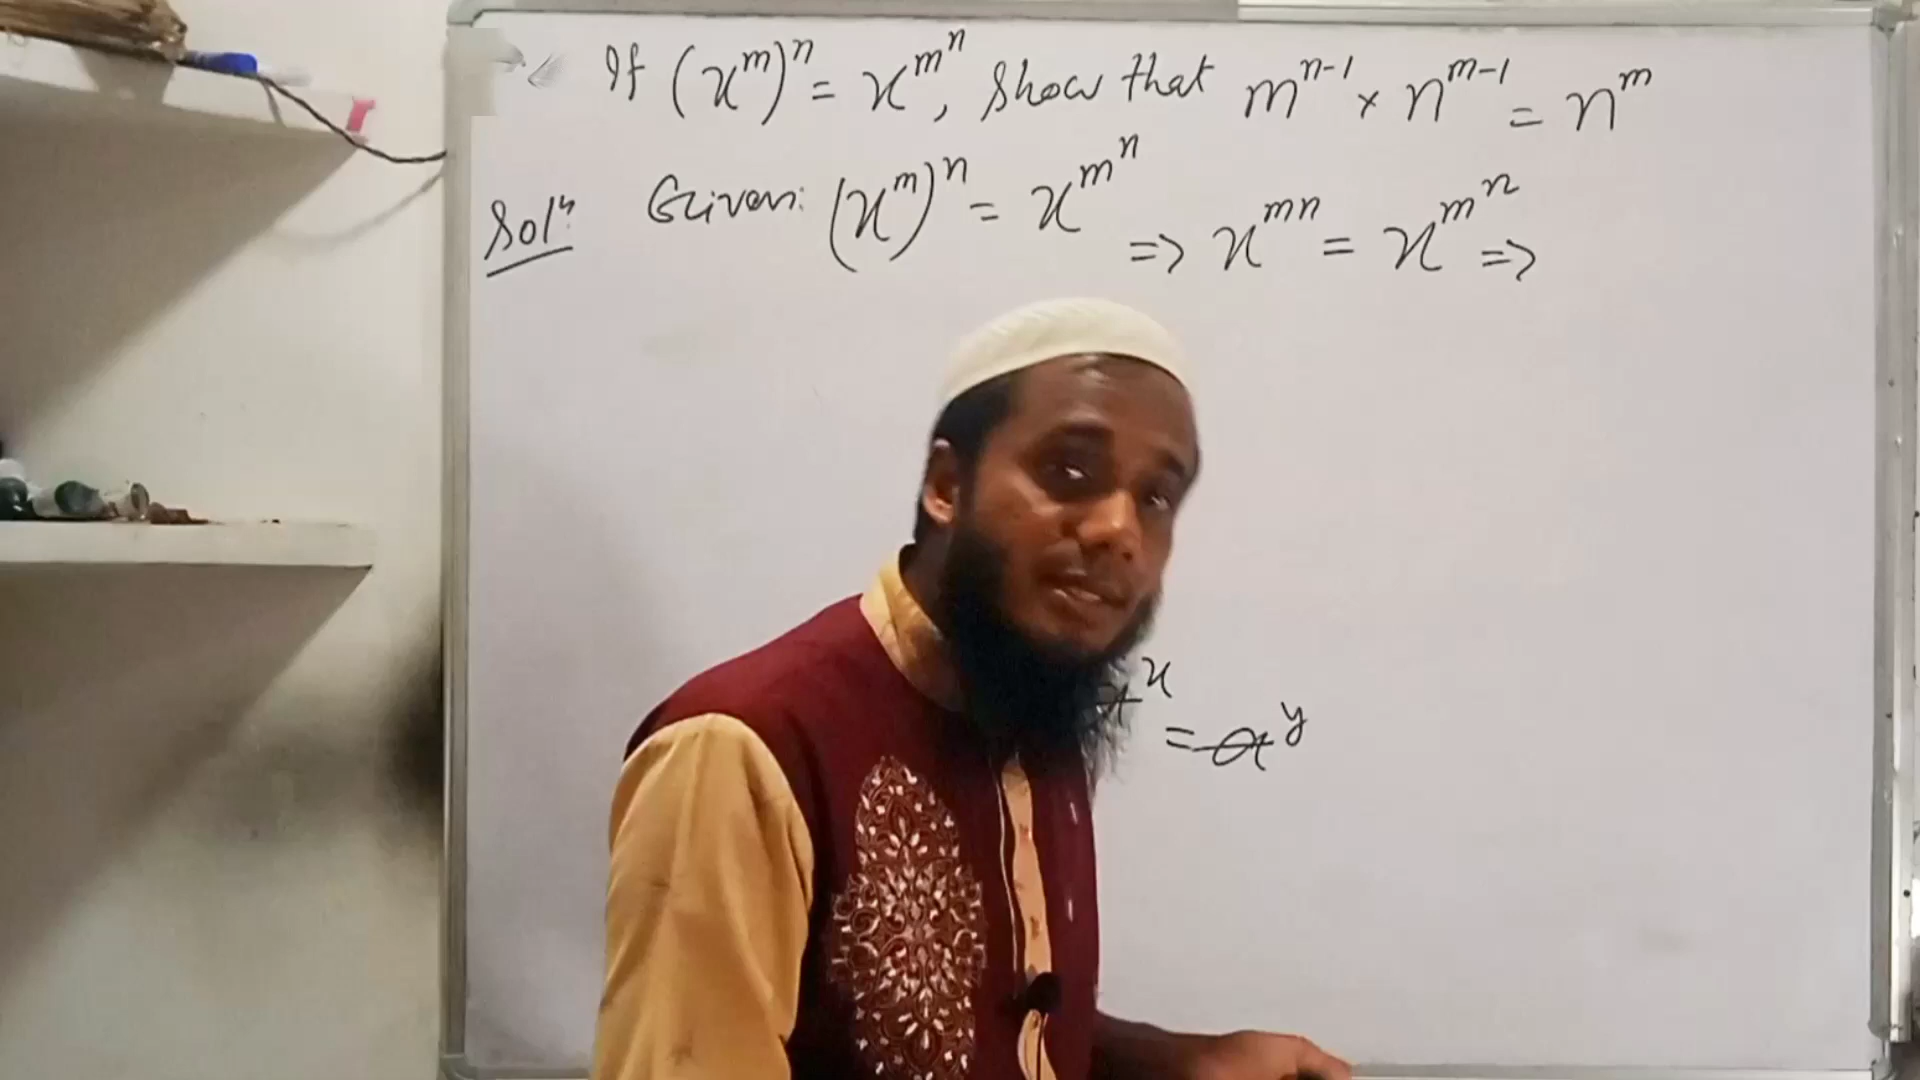 If (x^m)^n = x^{m^n}, Show that m^{n-1} × n^{m-1} = n^m
Sol^n: Given: (x^m)^n = x^{m^n} => x^{mn} = x^{m^n} =>
x = a^y